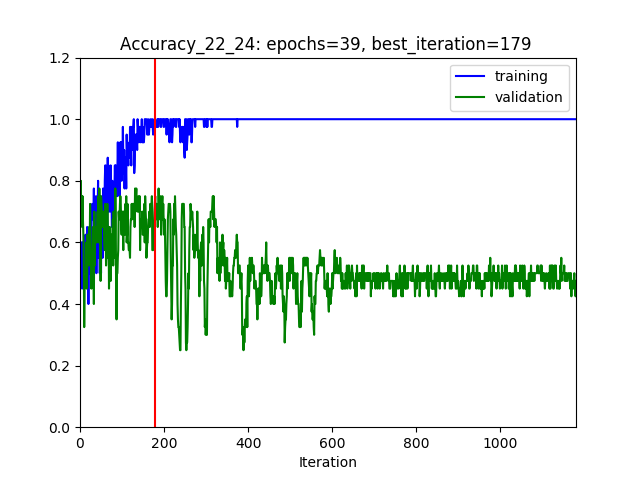 Accuracy_22_24: epochs=39, best_iteration=179
training
validation
1.2
1.0
0.8
0.6
0.4
0.2
0.0
0 200 400 600 800 1000
Iteration